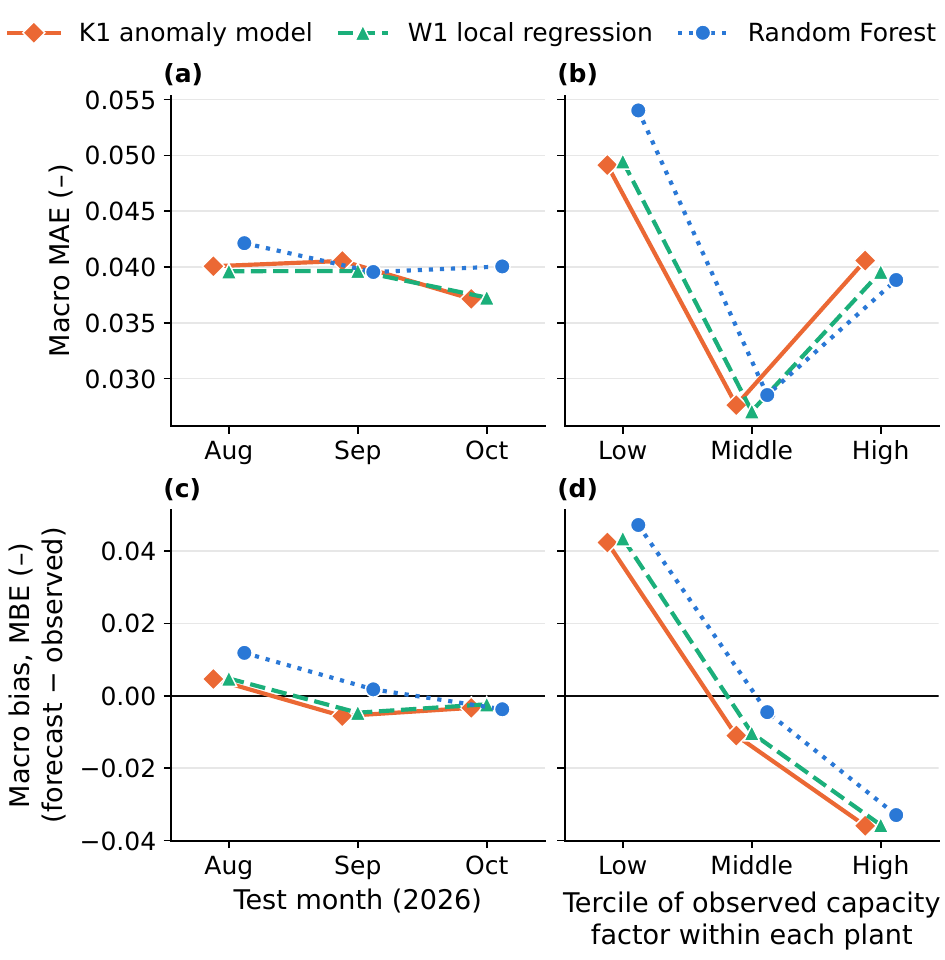 K1 anomaly model W1 local regression Random Forest
(a) (b)
Macro MAE (–)
0.055
0.050
0.045
0.040
0.035
0.030
Aug Sep Oct
Low Middle High
(c) (d)
Macro bias, MBE (–)
(forecast − observed)
0.04
0.02
0.00
−0.02
−0.04
Aug Sep Oct
Test month (2026)
Low Middle High
Tercile of observed capacity
factor within each plant